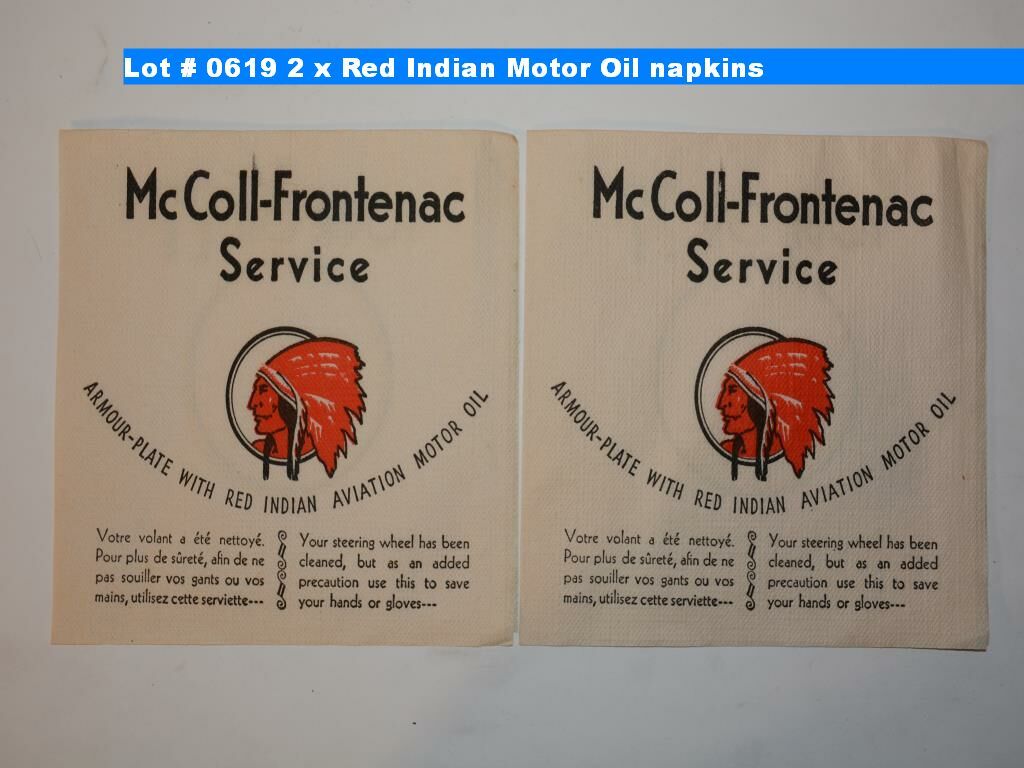 Lot # 0619 2 x Red Indian Motor Oil napkins
McColl-Frontenac
Service
ARMOUR-PLATE WITH RED INDIAN AVIATION MOTOR OIL
Votre volant a été nettoyé.
Pour plus de sûreté, afin de ne
pas souiller vos gants ou vos
mains, utilisez cette serviette---
Your steering wheel has been
cleaned, but as an added
precaution use this to save
your hands or gloves---
McColl-Frontenac
Service
ARMOUR-PLATE WITH RED INDIAN AVIATION MOTOR OIL
Votre volant a été nettoyé.
Pour plus de sûreté, afin de ne
pas souiller vos gants ou vos
mains, utilisez cette serviette---
Your steering wheel has been
cleaned, but as an added
precaution use this to save
your hands or gloves---